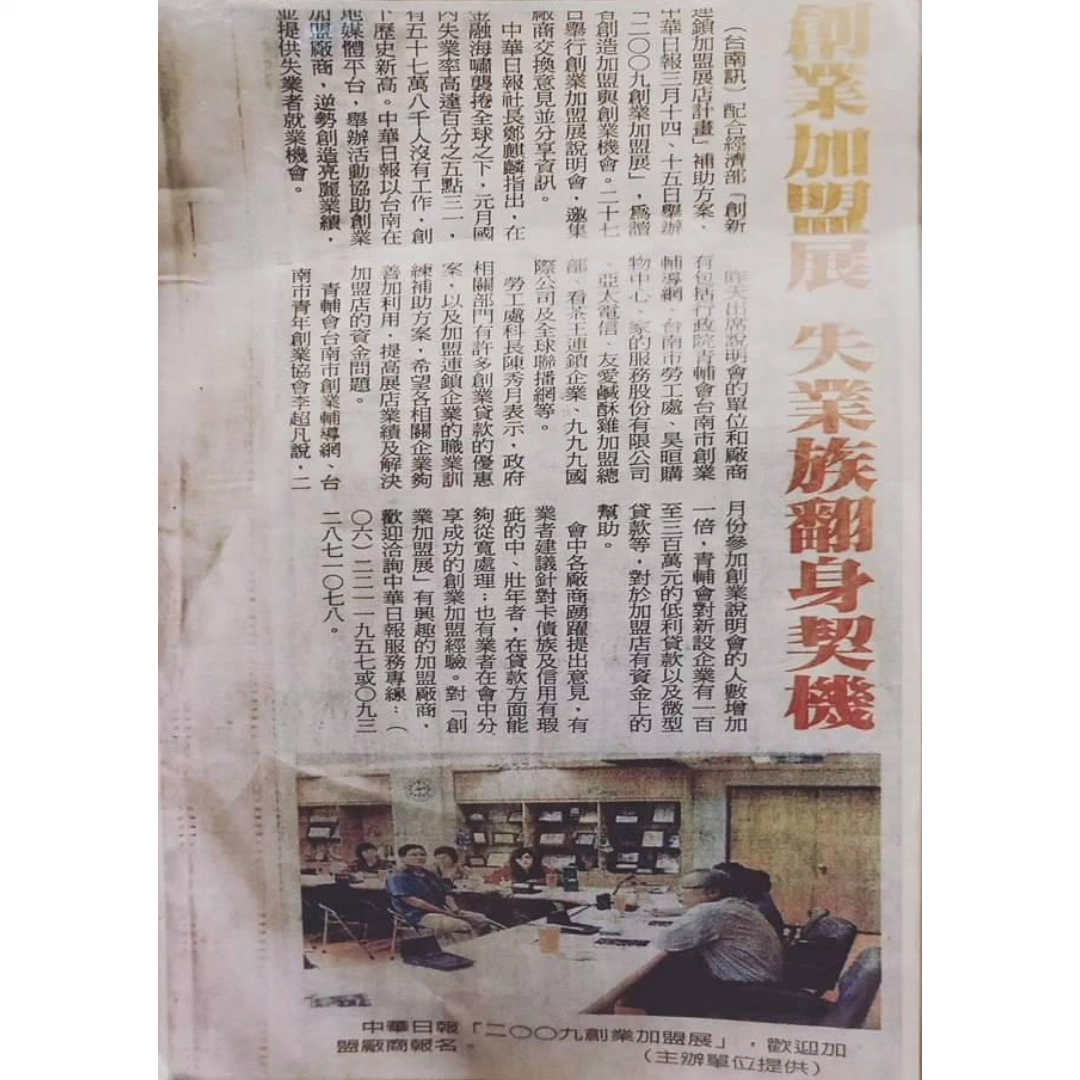 創業加盟展 失業族翻身契機
（台南訊）配合經濟部「創新
連鎖加盟展店計畫」補助方案，
中華日報三月十四、十五日舉辦
「二〇〇九創業加盟展」，為讀
者創造加盟與創業機會。二十七
日舉行創業加盟展說明會，邀集
廠商交換意見並分享資訊。
中華日報社長鄭麒麟指出，在
金融海嘯襲捲全球之下，元月國
內失業率高達百分之五點三一，
有五十七萬八千人沒有工作，創
下歷史新高。中華日報以台南在
地媒體平台，舉辦活動協助創業
加盟廠商，逆勢創造亮麗業績，
並提供失業者就業機會。
昨天出席說明會的單位和廠商
有包括行政院青輔會台南市創業
輔導網、台南市勞工處、昊晅購
物中心、家的服務股份有限公司
、亞太電信、友愛鹹酥雞加盟總
部、看茶王連鎖企業、九九九國
際公司及全球聯播網等。
勞工處科長陳秀月表示，政府
相關部門有許多創業貸款的優惠
案，以及加盟連鎖企業的職業訓
練補助方案，希望各相關企業夠
善加利用，提高展店業績及解決
加盟店的資金問題。
青輔會台南市創業輔導網、台
南市青年創業協會李超凡說，二
月份參加創業說明會的人數增加
一倍，青輔會對新設企業有一百
至三百萬元的低利貸款以及微型
貸款等，對於加盟店有資金上的
幫助。
會中各廠商踴躍提出意見，有
業者建議針對卡債族及信用有瑕
疵的中、壯年者，在貸款方面能
夠從寬處理；也有業者在會中分
享成功的創業加盟經驗。對「創
業加盟展」有興趣的加盟廠商，
歡迎洽詢中華日報服務專線：（
〇六）二二一一九五七或〇九三
二八七一〇七八。
中華日報「二〇〇九創業加盟展」，歡迎加
盟廠商報名。
（主辦單位提供）